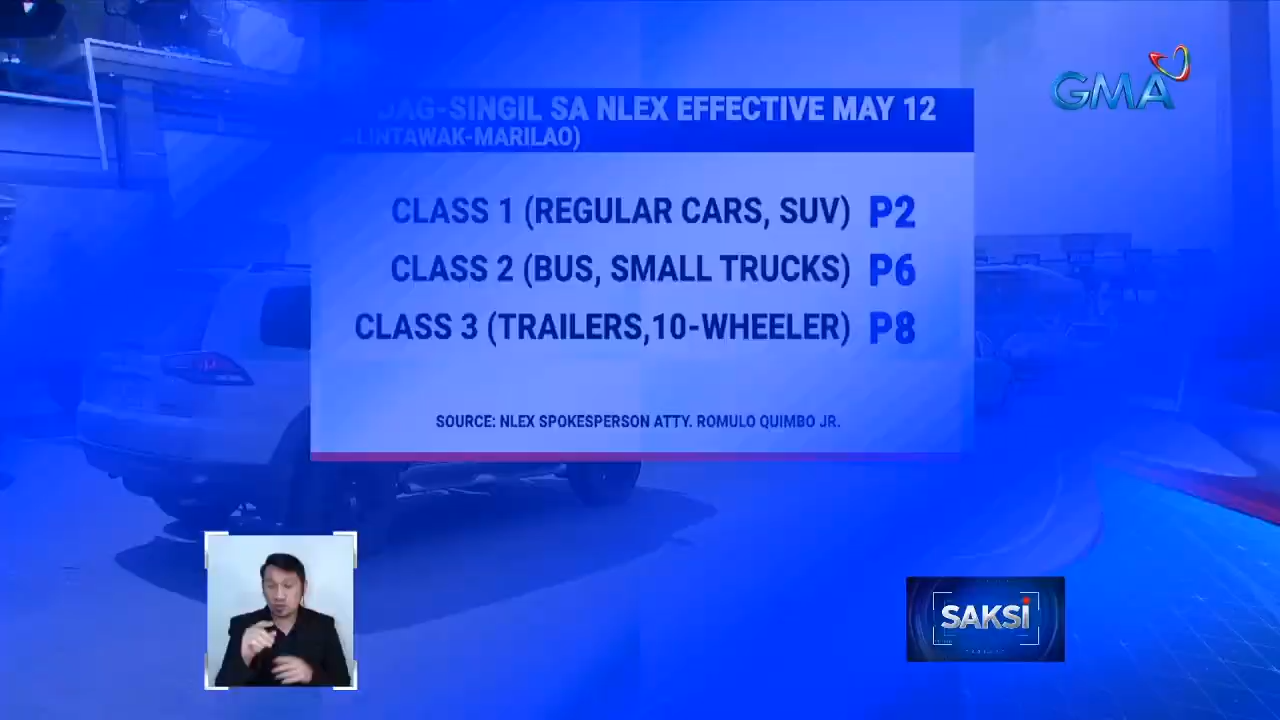 GMA
SINGIL SA NLEX EFFECTIVE MAY 12
CLASS 1 (REGULAR CARS, SUV) P2
CLASS 2 (BUS, SMALL TRUCKS) P6
CLASS 3 (TRAILERS,10-WHEELER) P8
SOURCE: NLEX SPOKESPERSON ATTY. ROMULO QUIMBO JR.
SAKSI